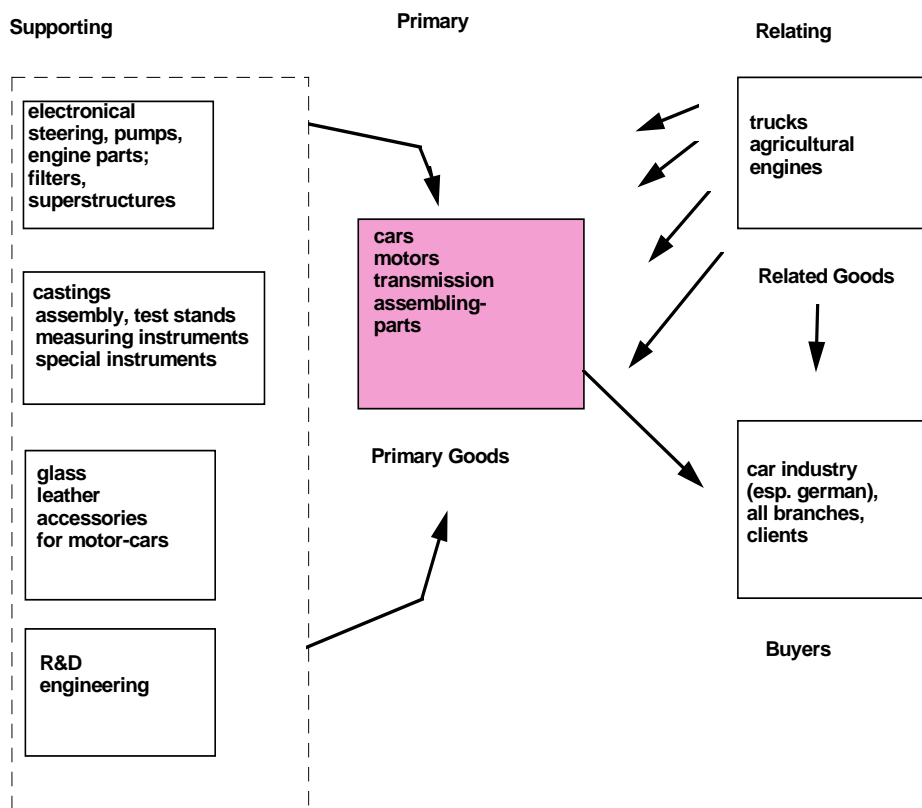 Supporting
Primary
Relating
electronical
steering, pumps,
engine parts;
filters,
superstructures
castings
assembly, test stands
measuring instruments
special instruments
glass
leather
accessories
for motor-cars
R&D
engineering
cars
motors
transmission
assembling-
parts
Primary Goods
trucks
agricultural
engines
Related Goods
car industry
(esp. german),
all branches,
clients
Buyers